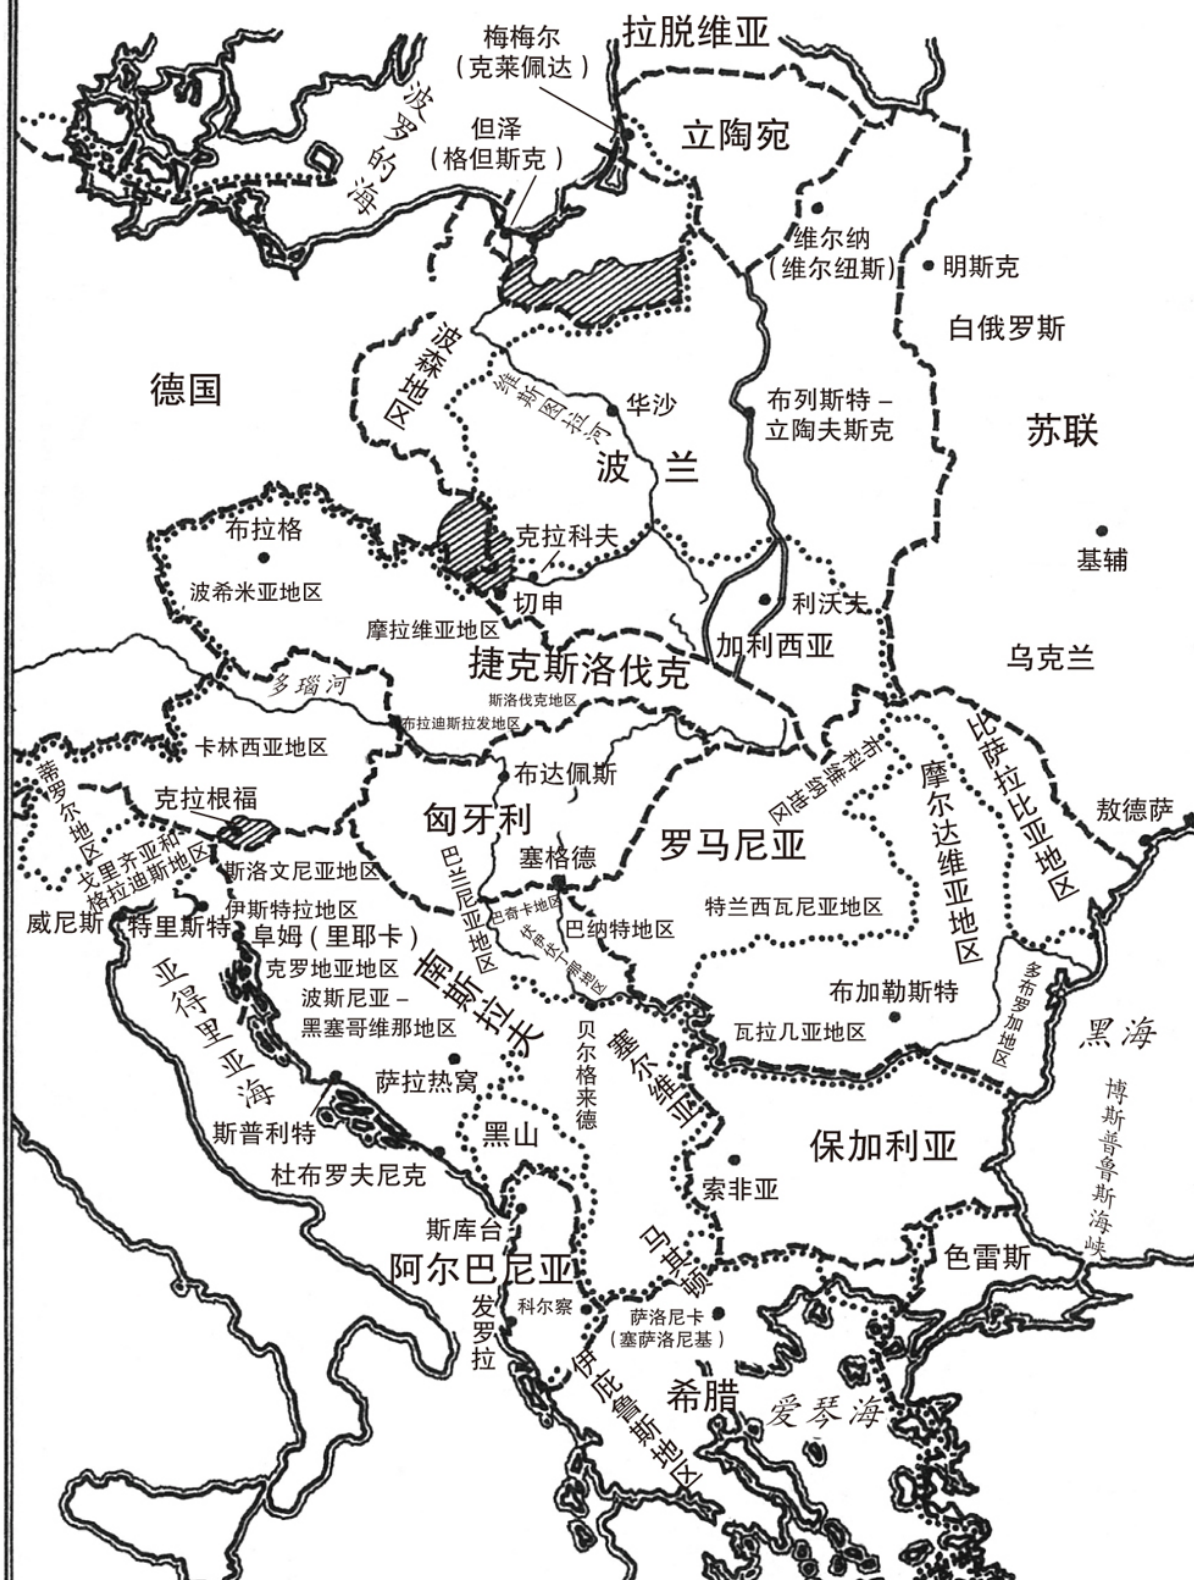 梅梅尔
（克莱佩达）
拉脱维亚
波罗的海
但泽
（格但斯克）
立陶宛
维尔纳
（维尔纽斯）
明斯克
白俄罗斯
德国
波森地区
维斯图拉河
华沙
布列斯特–
立陶夫斯克
苏联
波兰
布拉格
克拉科夫
基辅
波希米亚地区
切申
利沃夫
摩拉维亚地区
加利西亚
乌克兰
捷克斯洛伐克
多瑙河
斯洛伐克地区
布拉迪斯拉发地区
卡林西亚地区
布科维纳地区
比萨拉比亚地区
蒂罗尔地区
布达佩斯
摩尔达维亚地区
克拉根福
匈牙利
敖德萨
罗马尼亚
戈里齐亚和
格拉迪斯地区
斯洛文尼亚地区
巴兰尼亚地区
塞格德
威尼斯
特里斯特
伊斯特拉地区
巴奇卡地区
巴纳特地区
特兰西瓦尼亚地区
阜姆（里耶卡）
伏伊伏丁那地区
亚得里亚海
克罗地亚地区
南斯拉夫
波斯尼亚–
黑塞哥维那地区
布加勒斯特
多布罗加地区
贝尔格来德
塞尔维亚
瓦拉几亚地区
黑海
萨拉热窝
斯普利特
黑山
保加利亚
博斯普鲁斯海峡
杜布罗夫尼克
索非亚
斯库台
马其顿
色雷斯
阿尔巴尼亚
发罗拉
科尔察
萨洛尼卡
（塞萨洛尼基）
伊庇鲁斯地区
希腊
爱琴海